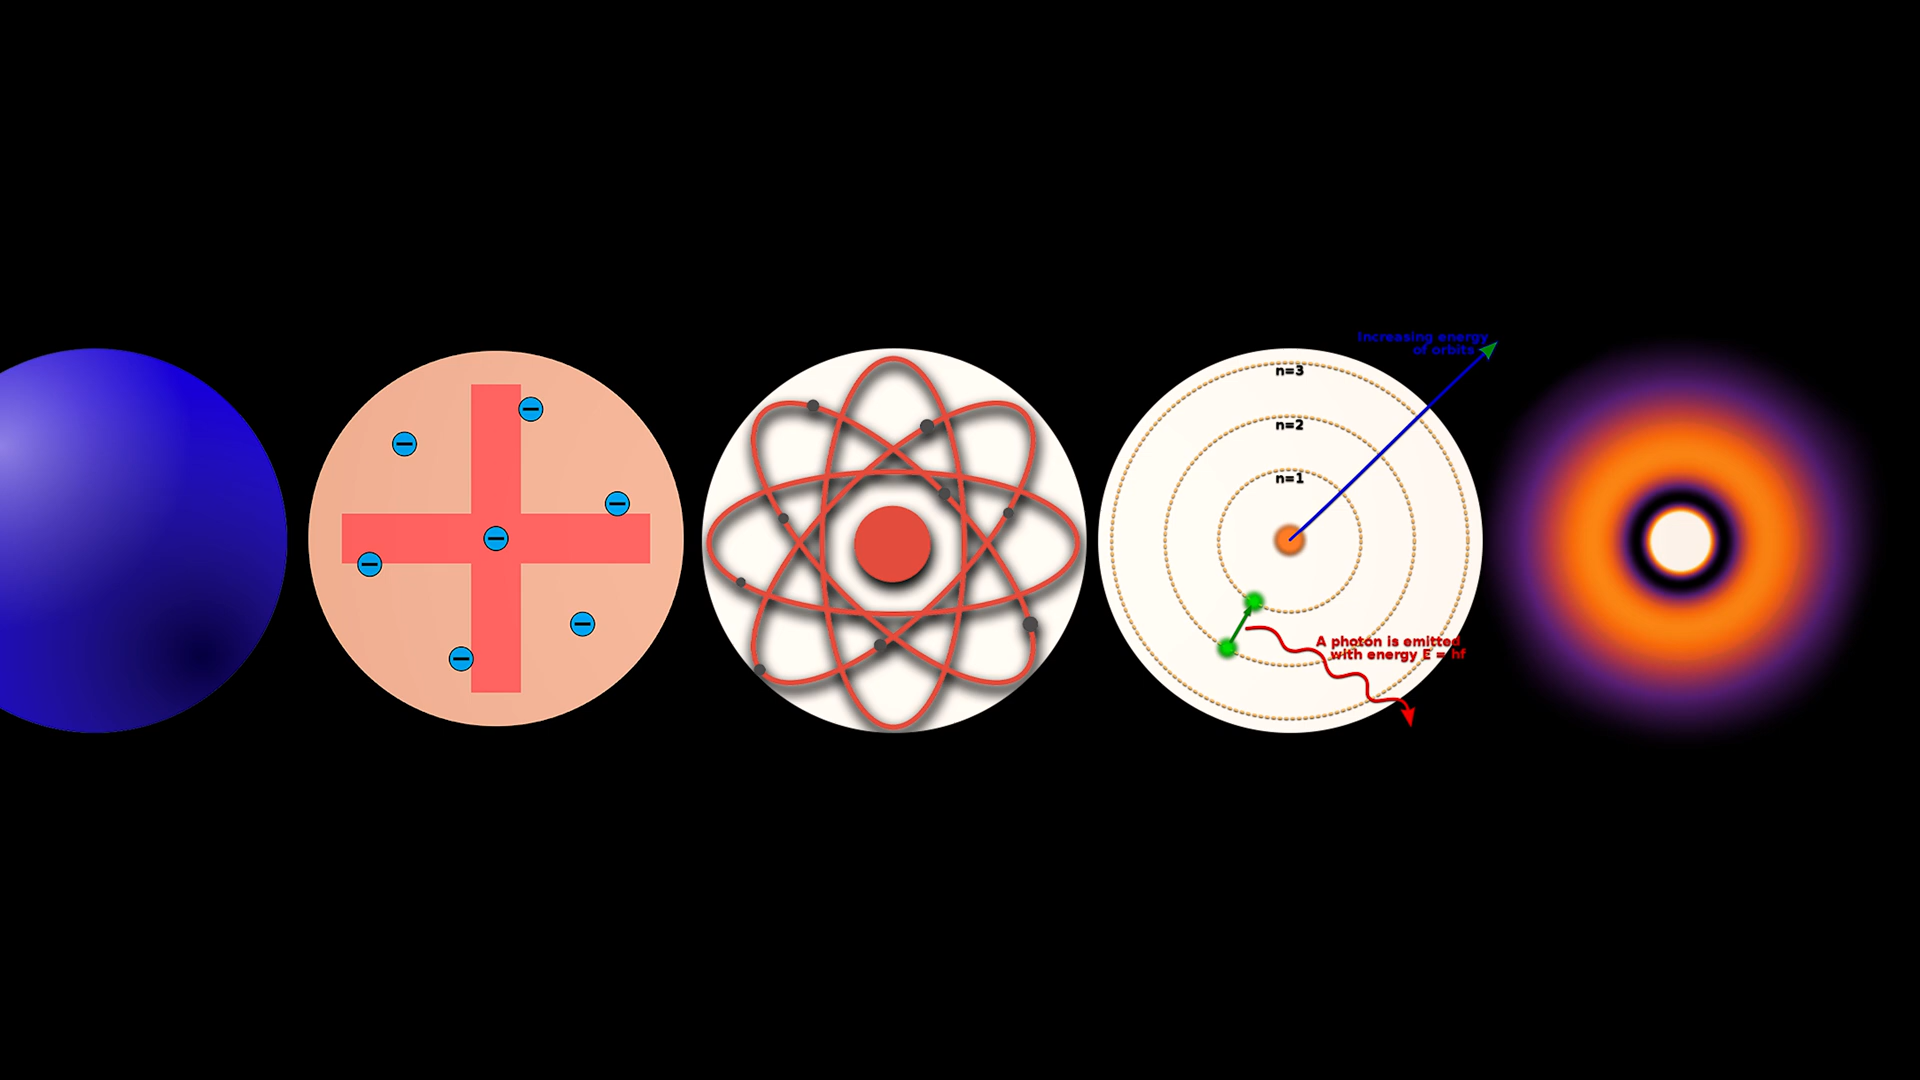 Increasing energy
of orbits
n=3
n=2
n=1
A photon is emitted
with energy E = hf